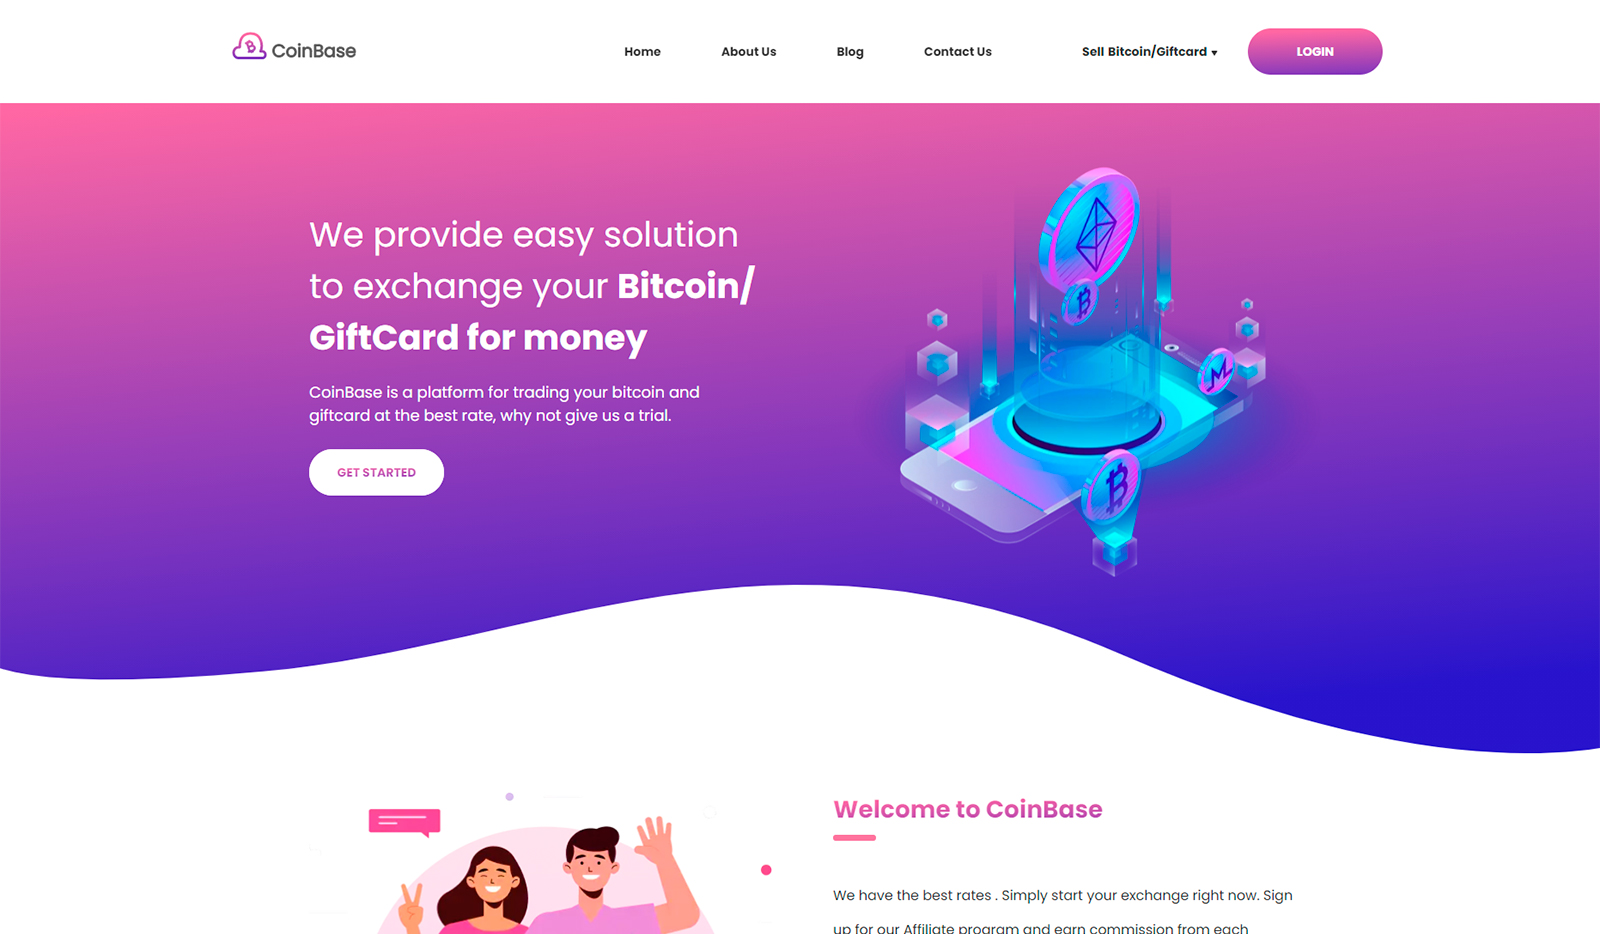 CoinBase
Home
About Us
Blog
Contact Us
Sell Bitcoin/Giftcard ▾
LOGIN
We provide easy solution
to exchange your Bitcoin/
GiftCard for money
CoinBase is a platform for trading your bitcoin and
giftcard at the best rate, why not give us a trial.
GET STARTED
Welcome to CoinBase
We have the best rates . Simply start your exchange right now. Sign
up for our Affiliate program and earn commission from each